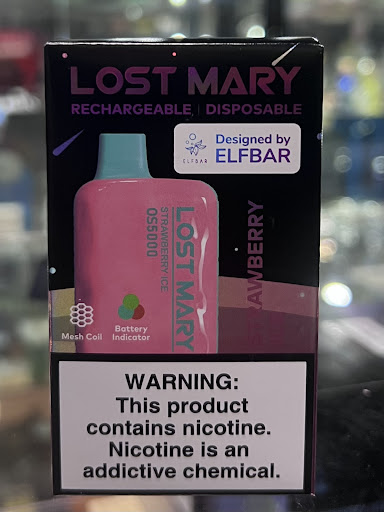 LOST MARY
RECHARGEABLE | DISPOSABLE
ELFBAR
Designed by
ELFBAR
LOST MARY
STRAWBERRY ICE
OS5000
Mesh Coil
Battery
Indicator
WARNING:
This product
contains nicotine.
Nicotine is an
addictive chemical.